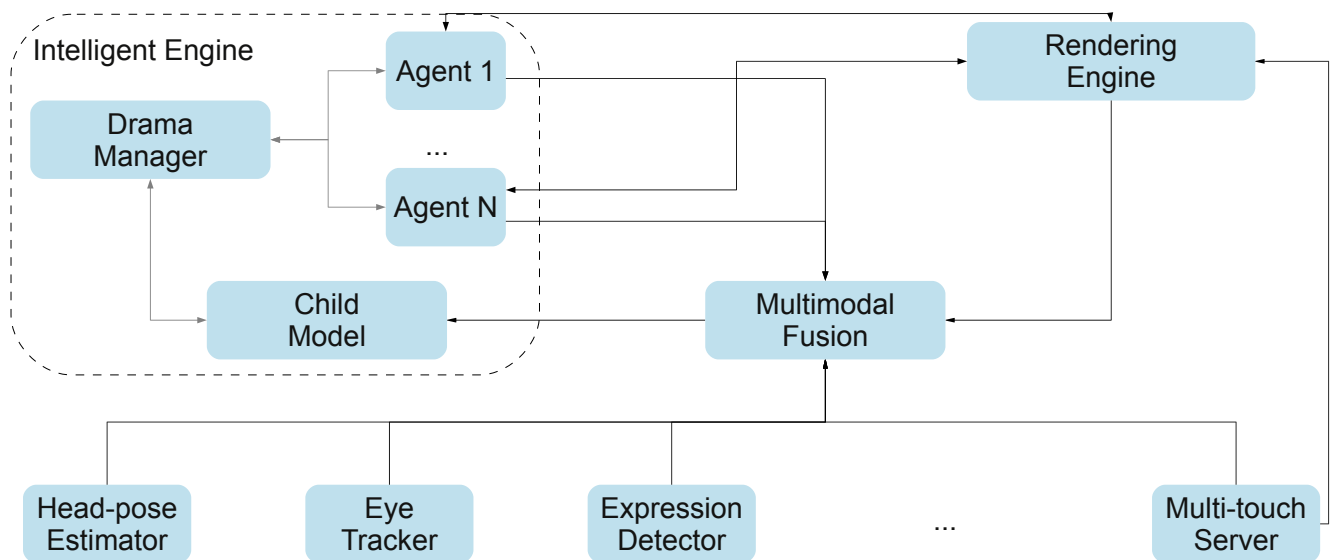 Intelligent Engine
Agent 1
Rendering
Engine
Drama
Manager
...
Agent N
Child
Model
Multimodal
Fusion
Head-pose
Estimator
Eye
Tracker
Expression
Detector
...
Multi-touch
Server